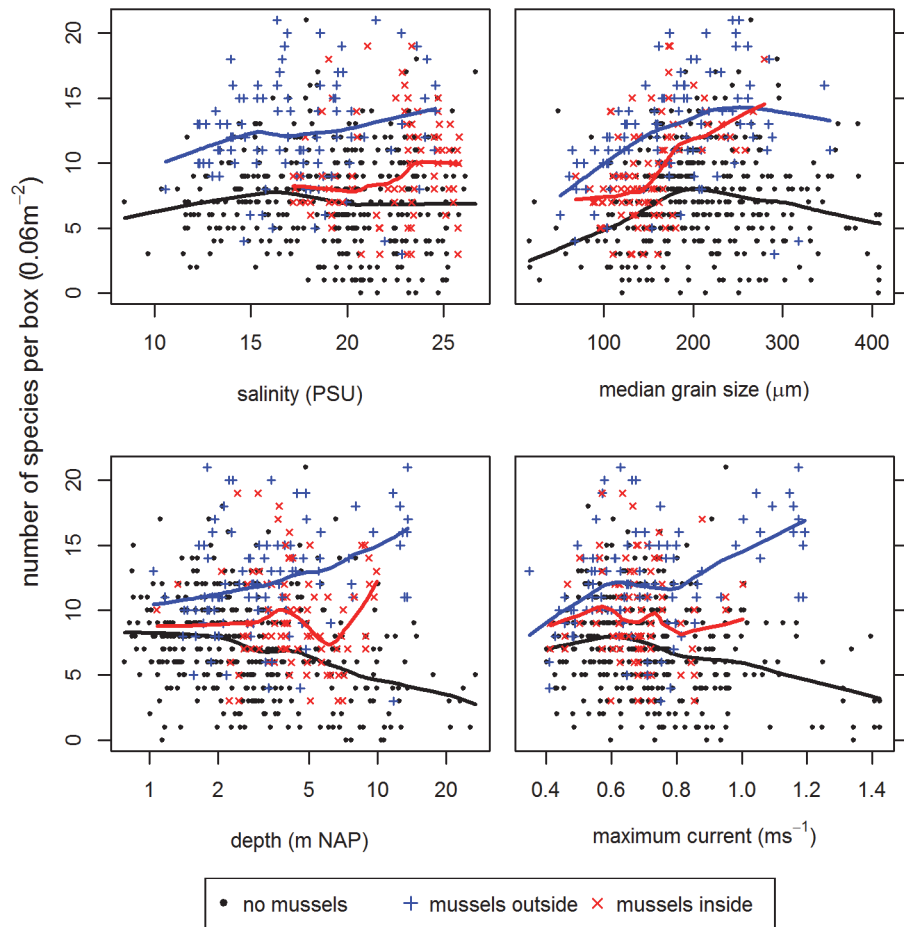 number of species per box (0.06m⁻²)
0 5 10 15 20
10 15 20 25
salinity (PSU)
100 200 300 400
median grain size (μm)
0 5 10 15 20
1 2 5 10 20
depth (m NAP)
0.4 0.6 0.8 1.0 1.2 1.4
maximum current (ms⁻¹)
no mussels mussels outside mussels inside